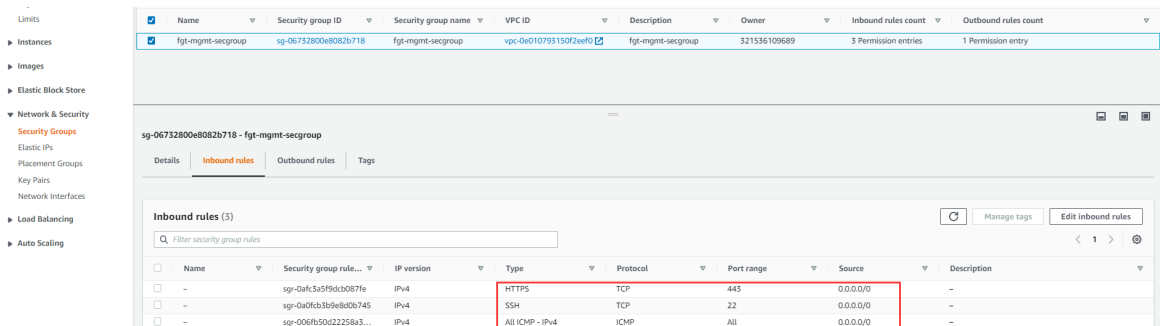 Limits
Instances
Images
Elastic Block Store
Network & Security
Security Groups
Elastic IPs
Placement Groups
Key Pairs
Network Interfaces
Load Balancing
Auto Scaling
Name Security group ID Security group name VPC ID Description Owner Inbound rules count Outbound rules count
fgt-mgmt-secgroup sg-06732800e8082b718 fgt-mgmt-secgroup vpc-0e010793150f2eef0 fgt-mgmt-secgroup 321536109689 3 Permission entries 1 Permission entry
sg-06732800e8082b718 - fgt-mgmt-secgroup
Details Inbound rules Outbound rules Tags
Inbound rules (3) Manage tags Edit inbound rules
Filter security group rules 1
Name Security group rule... IP version Type Protocol Port range Source Description
– sgr-0afc3a5f9dcb087fe IPv4 HTTPS TCP 443 0.0.0.0/0 –
– sgr-0a0fcb3b9e8d0b745 IPv4 SSH TCP 22 0.0.0.0/0 –
– sgr-006fb50d22258a3... IPv4 All ICMP - IPv4 ICMP All 0.0.0.0/0 –